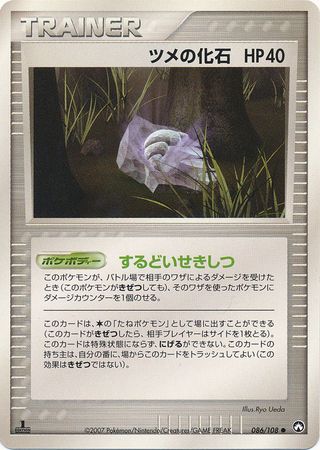 TRAINER
ツメの化石 HP40
ポケボディー するどいせきしつ
このポケモンが、バトル場で相手のワザによるダメージを受けた
とき（このポケモンがきぜつしても）、そのワザを使ったポケモンに
ダメージカウンターを1個のせる。
このカードは、★の「たねポケモン」として場に出すことができる
（このカードがきぜつしたら、相手プレイヤーはサイドを1枚とる）。
このカードは特殊状態にならず、にげるができない。このカードの
持ち主は、自分の番に、場からこのカードをトラッシュしてよい（この
効果はきぜつではない）。
Illus.Ryo Ueda
1
©2007 Pokémon/Nintendo/Creatures/GAME FREAK.
086/108 ●